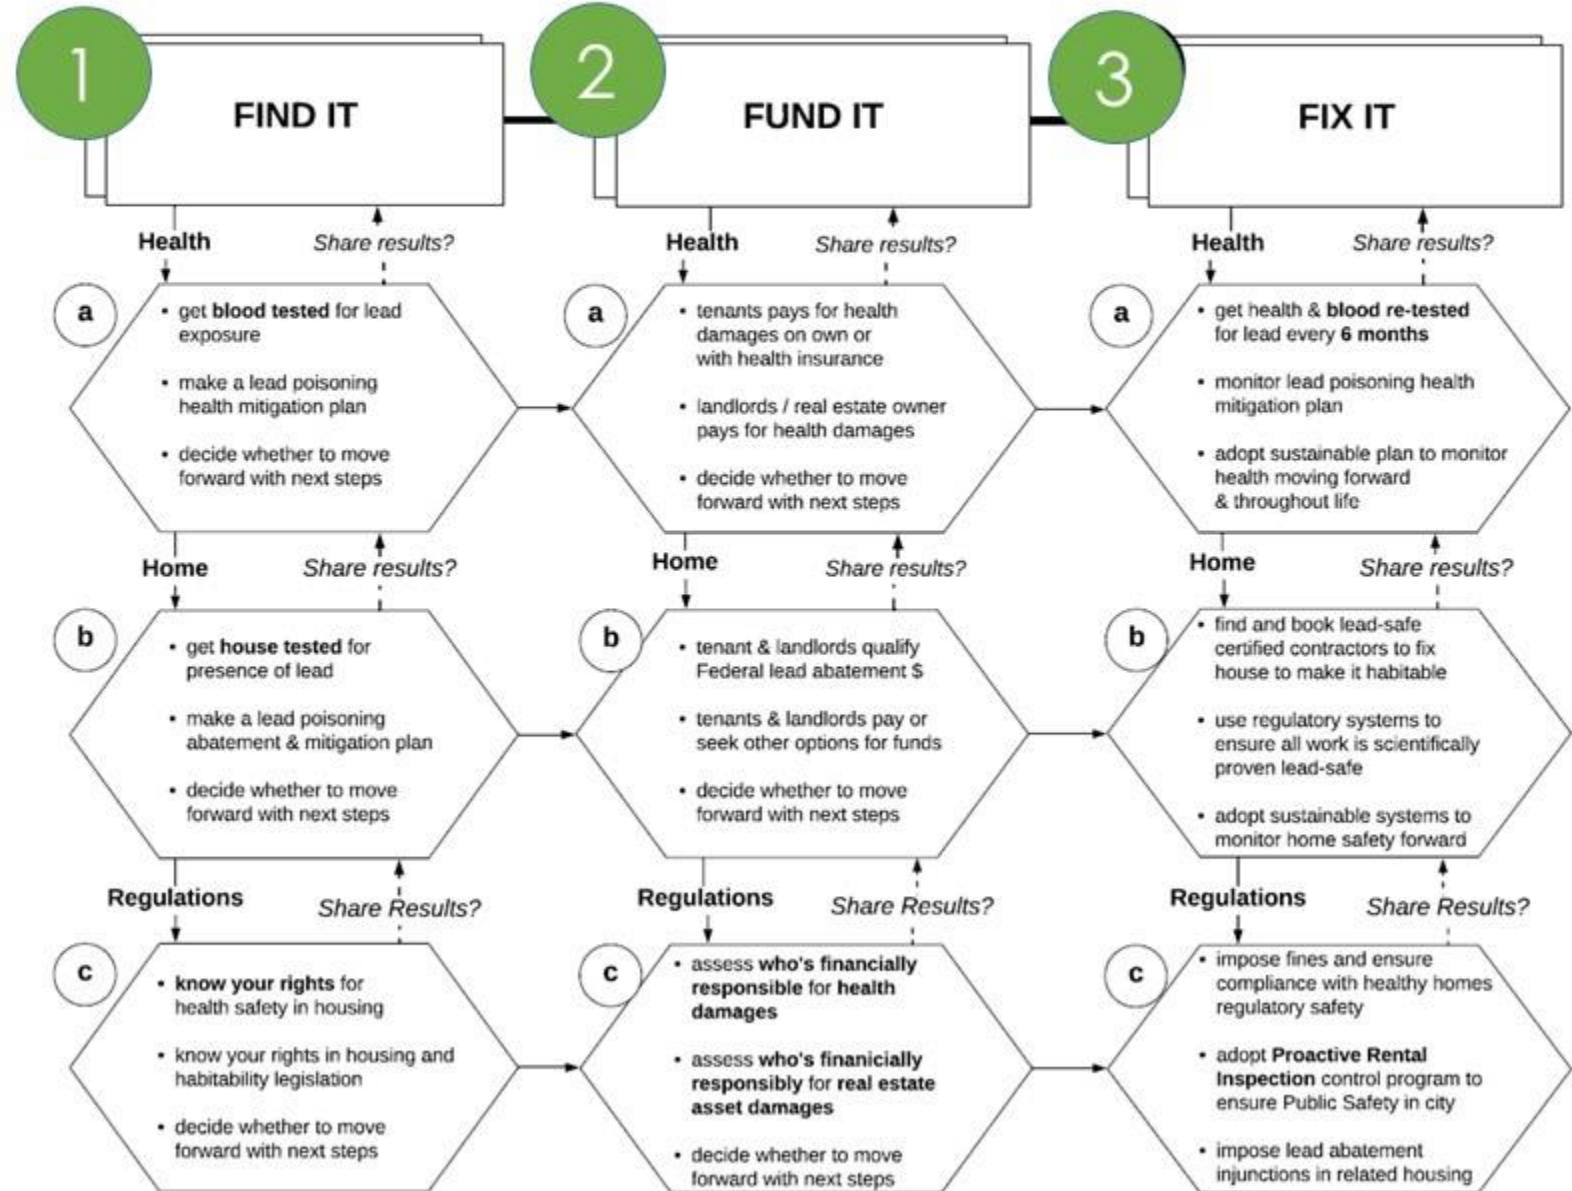 1
FIND IT
2
FUND IT
3
FIX IT
Health
Share results?
a
• get blood tested for lead
exposure
• make a lead poisoning
health mitigation plan
• decide whether to move
forward with next steps
Home
Share results?
b
• get house tested for
presence of lead
• make a lead poisoning
abatement & mitigation plan
• decide whether to move
forward with next steps
Regulations
Share Results?
c
• know your rights for
health safety in housing
• know your rights in housing and
habitability legislation
• decide whether to move
forward with next steps
Health
Share results?
a
• tenants pays for health
damages on own or
with health insurance
• landlords / real estate owner
pays for health damages
• decide whether to move
forward with next steps
Home
Share results?
b
• tenant & landlords qualify
Federal lead abatement $
• tenants & landlords pay or
seek other options for funds
• decide whether to move
forward with next steps
Regulations
Share Results?
c
• assess who's financially
responsible for health
damages
• assess who's finanicially
responsibly for real estate
asset damages
• decide whether to move
forward with next steps
Health
Share results?
a
• get health & blood re-tested
for lead every 6 months
• monitor lead poisoning health
mitigation plan
• adopt sustainable plan to monitor
health moving forward
& throughout life
Home
Share results?
b
• find and book lead-safe
certified contractors to fix
house to make it habitable
• use regulatory systems to
ensure all work is scientifically
proven lead-safe
• adopt sustainable systems to
monitor home safety forward
Regulations
Share Results?
c
• impose fines and ensure
compliance with healthy homes
regulatory safety
• adopt Proactive Rental
Inspection control program to
ensure Public Safety in city
• impose lead abatement
injunctions in related housing